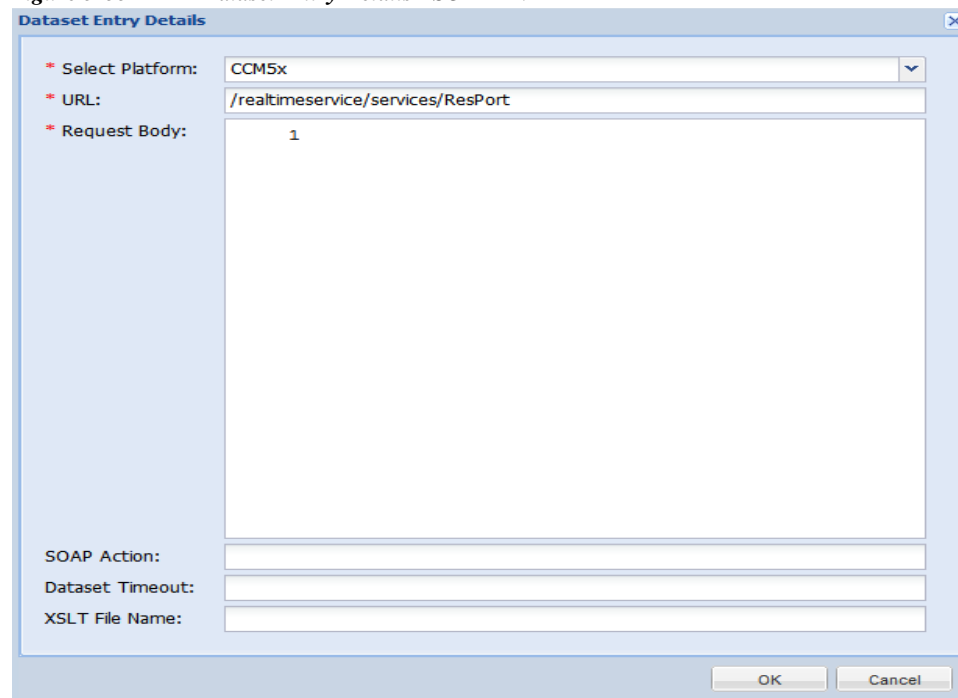 Dataset Entry Details
* Select Platform: CCM5x
* URL: /realtimeservice/services/ResPort
* Request Body: 1
SOAP Action:
Dataset Timeout:
XSLT File Name:
OK Cancel